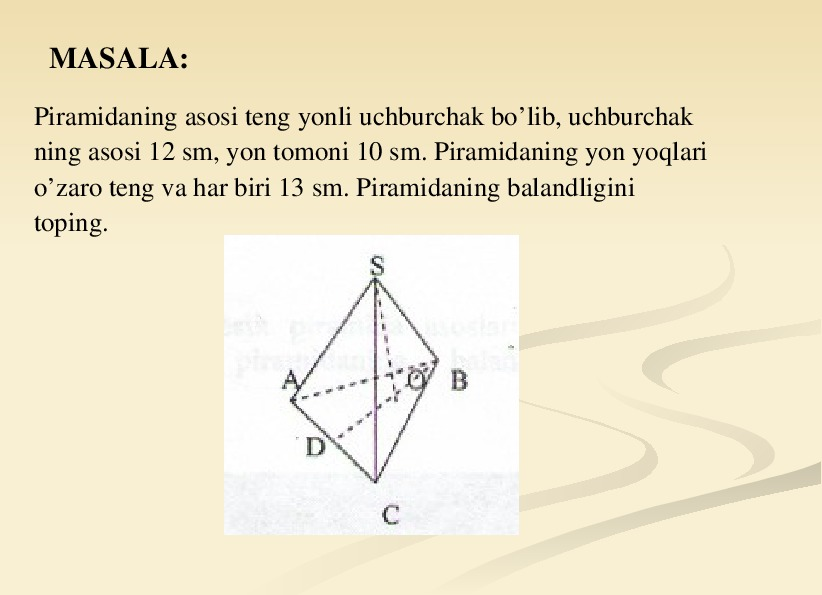 MASALA:
Piramidaning asosi teng yonli uchburchak bo’lib, uchburchak
ning asosi 12 sm, yon tomoni 10 sm. Piramidaning yon yoqlari
o’zaro teng va har biri 13 sm. Piramidaning balandligini
toping.
S
A
O
B
D
C